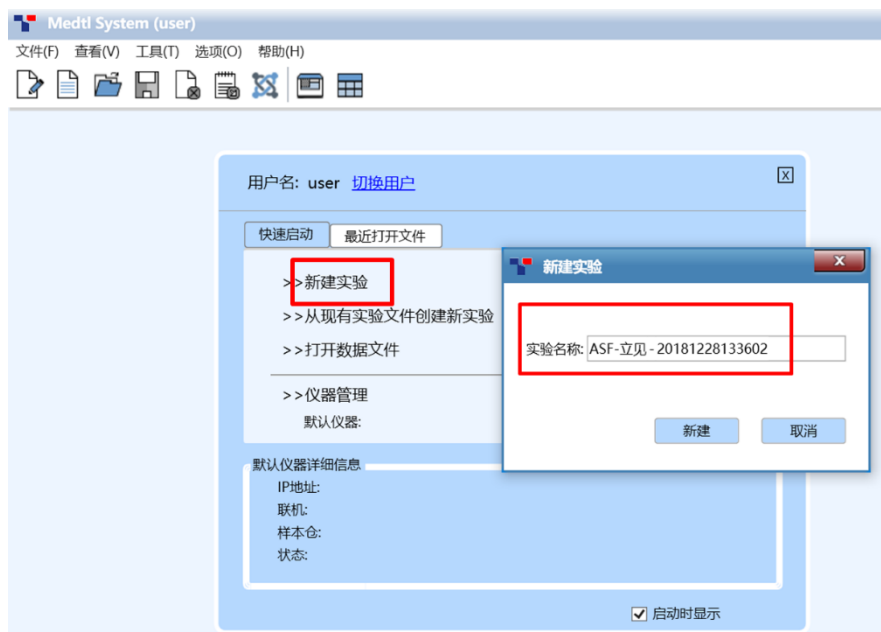 Medtl System (user)
文件(F) 查看(V) 工具(T) 选项(O) 帮助(H)
用户名: user 切换用户
X
快速启动 最近打开文件
>>新建实验
>>从现有实验文件创建新实验
>>打开数据文件
>>仪器管理
默认仪器:
新建实验
X
实验名称: ASF-立见-20181228133602
新建 取消
默认仪器详细信息
IP地址:
联机:
样本仓:
状态:
启动时显示